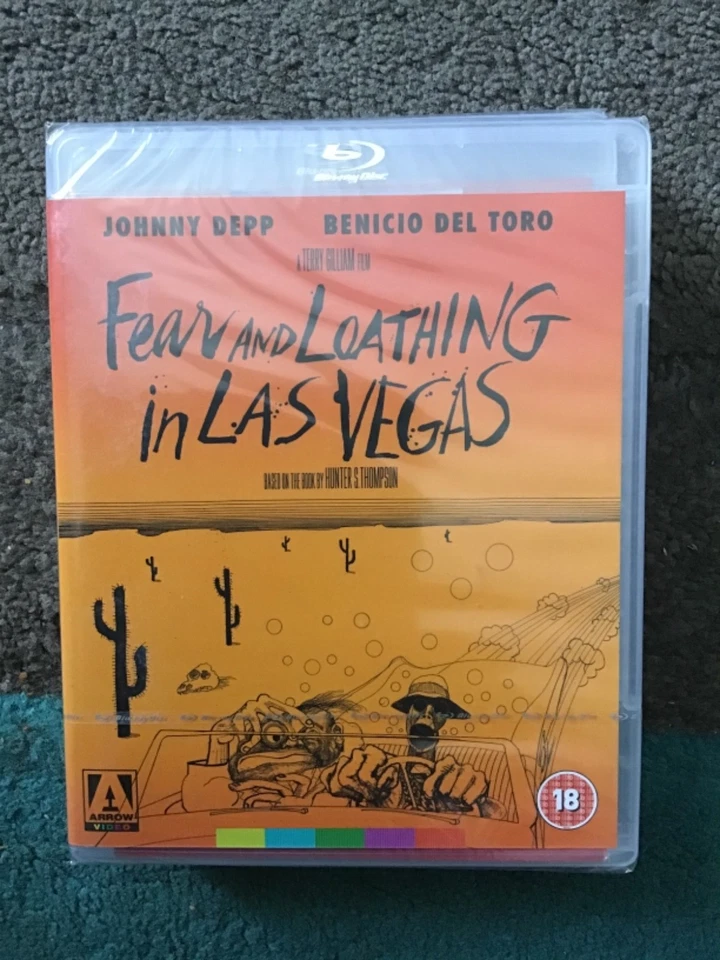 Blu-ray Disc
JOHNNY DEPP BENICIO DEL TORO
A TERRY GILLIAM FILM
Fear AND LOATHING
in LAS VEGAS
BASED ON THE BOOK BY HUNTER S. THOMPSON
ARROW
VIDEO
18